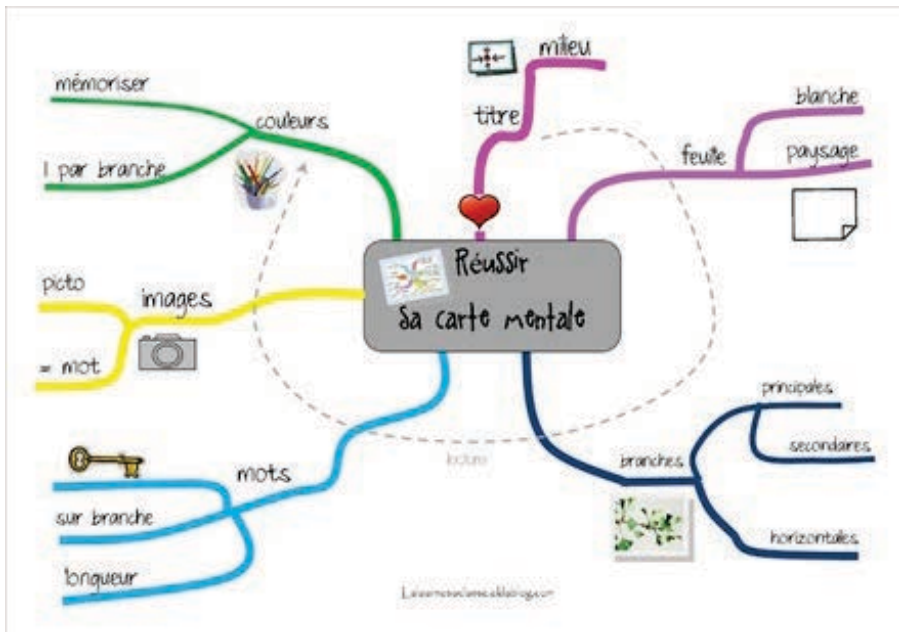 Réussir
sa carte mentale
titre
milieu
feuille
blanche
paysage
branches
principales
secondaires
horizontales
lecture
mots
sur branche
longueur
images
picto
= mot
couleurs
mémoriser
1 par branche